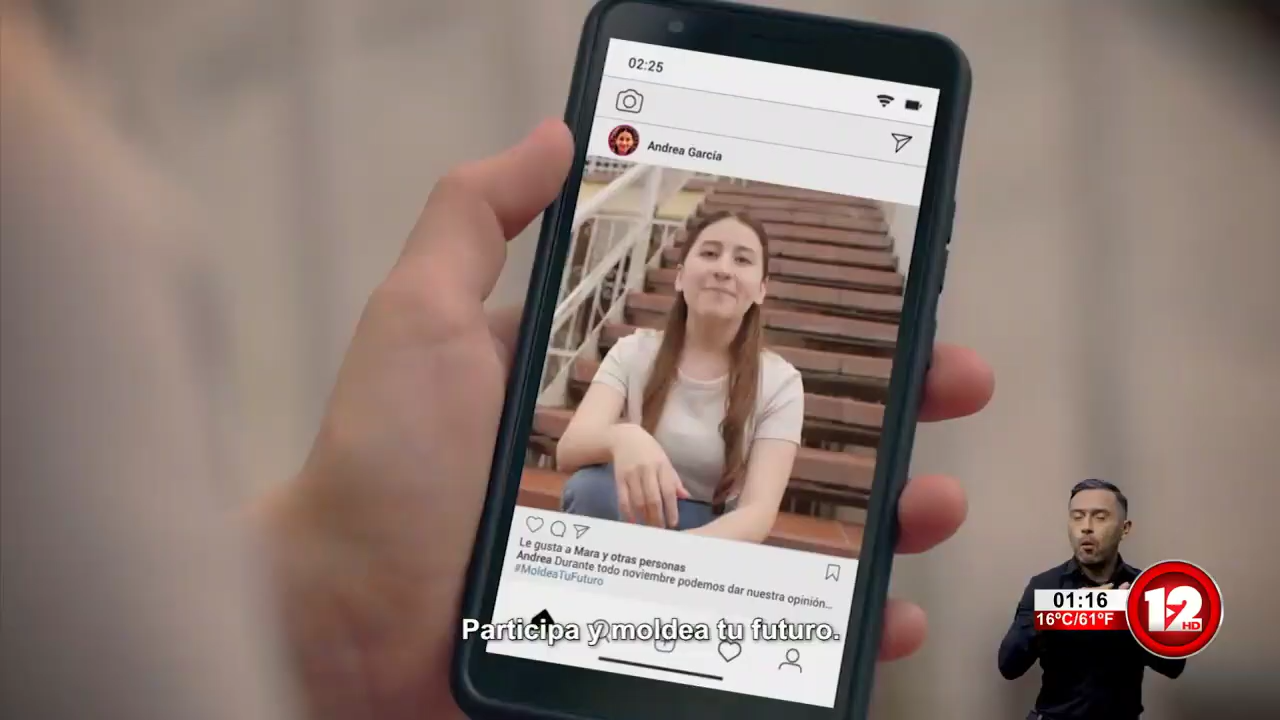 02:25
Andrea García
Le gusta a Mara y otras personas
Andrea Durante todo noviembre podemos dar nuestra opinión...
#MoldeaTuFuturo
Participa y moldea tu futuro.
01:16
16°C/61°F
12
HD